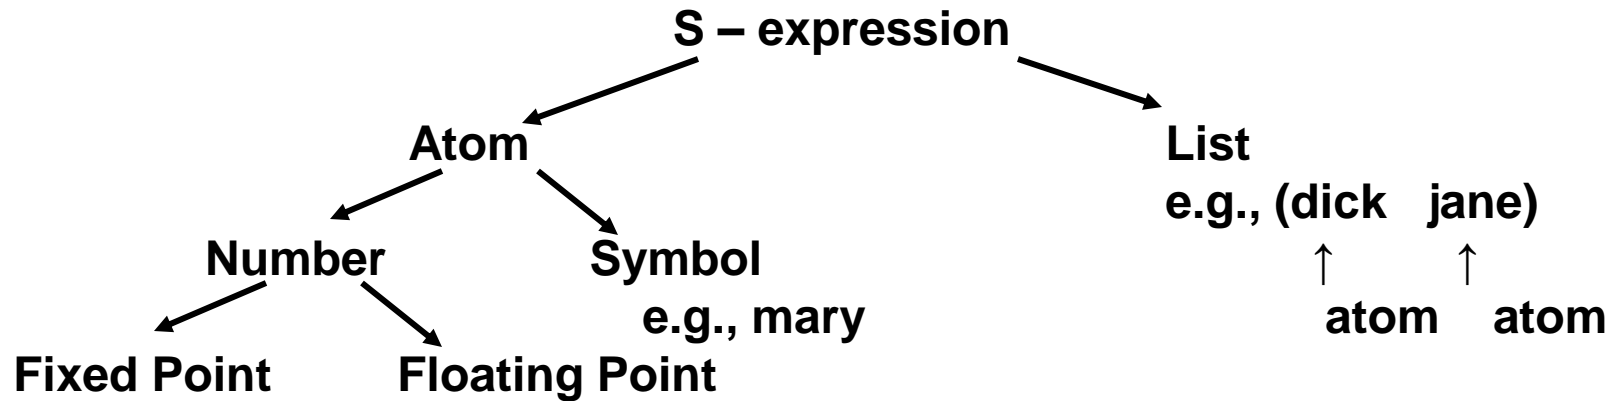 S – expression
Atom List
e.g., (dick jane)
Number Symbol ↑ ↑
e.g., mary atom atom
Fixed Point Floating Point